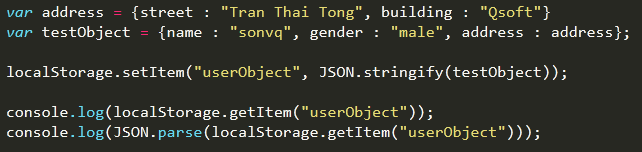 var address = {street : "Tran Thai Tong", building : "Qsoft"}
var testObject = {name : "sonvq", gender : "male", address : address};
localStorage.setItem("userObject", JSON.stringify(testObject));
console.log(localStorage.getItem("userObject"));
console.log(JSON.parse(localStorage.getItem("userObject")));